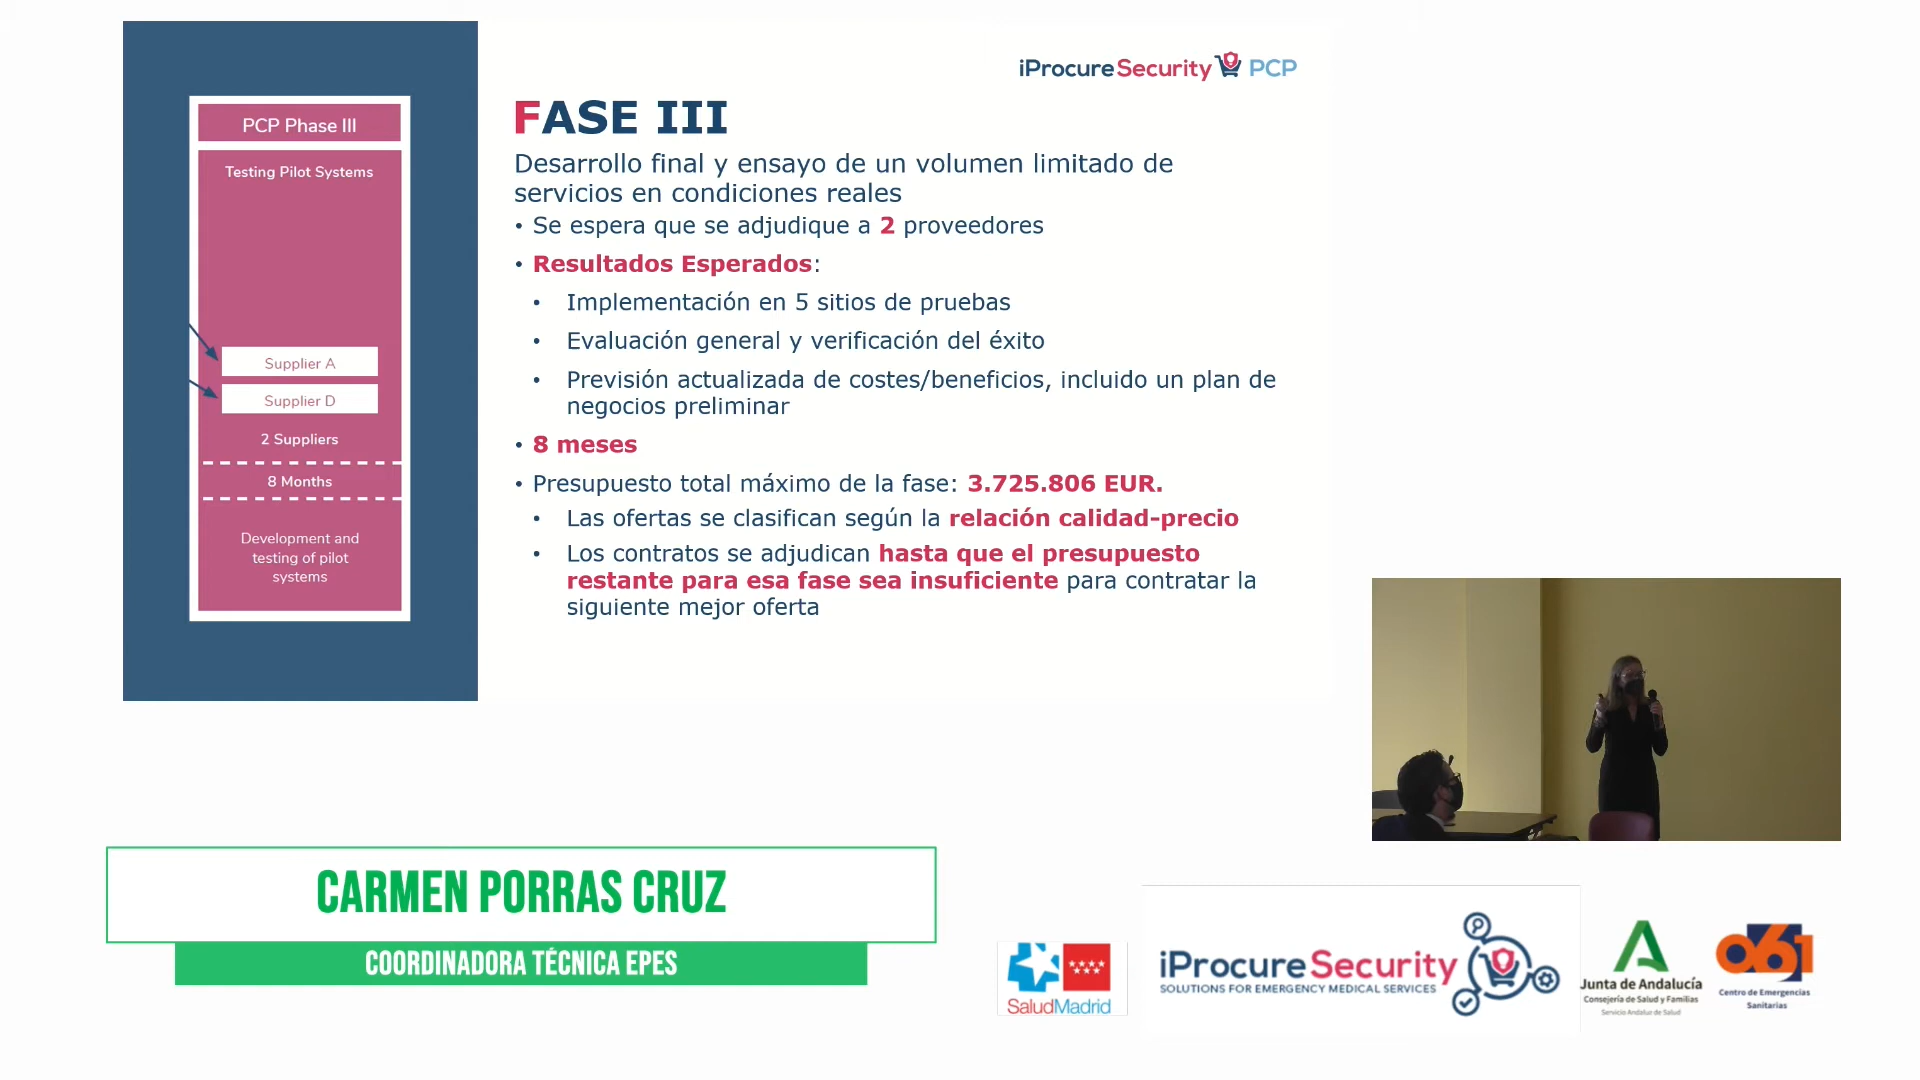 PCP Phase III
Testing Pilot Systems
Supplier A
Supplier D
2 Suppliers
8 Months
Development and
testing of pilot
systems
iProcureSecurity PCP
FASE III
Desarrollo final y ensayo de un volumen limitado de
servicios en condiciones reales
• Se espera que se adjudique a 2 proveedores
• Resultados Esperados:
• Implementación en 5 sitios de pruebas
• Evaluación general y verificación del éxito
• Previsión actualizada de costes/beneficios, incluido un plan de
negocios preliminar
• 8 meses
• Presupuesto total máximo de la fase: 3.725.806 EUR.
• Las ofertas se clasifican según la relación calidad-precio
• Los contratos se adjudican hasta que el presupuesto
restante para esa fase sea insuficiente para contratar la
siguiente mejor oferta
CARMEN PORRAS CRUZ
COORDINADORA TÉCNICA EPES
SaludMadrid
iProcureSecurity
SOLUTIONS FOR EMERGENCY MEDICAL SERVICES
Junta de Andalucía
Consejería de Salud y Familias
Servicio Andaluz de Salud
061
Centro de Emergencias
Sanitarias